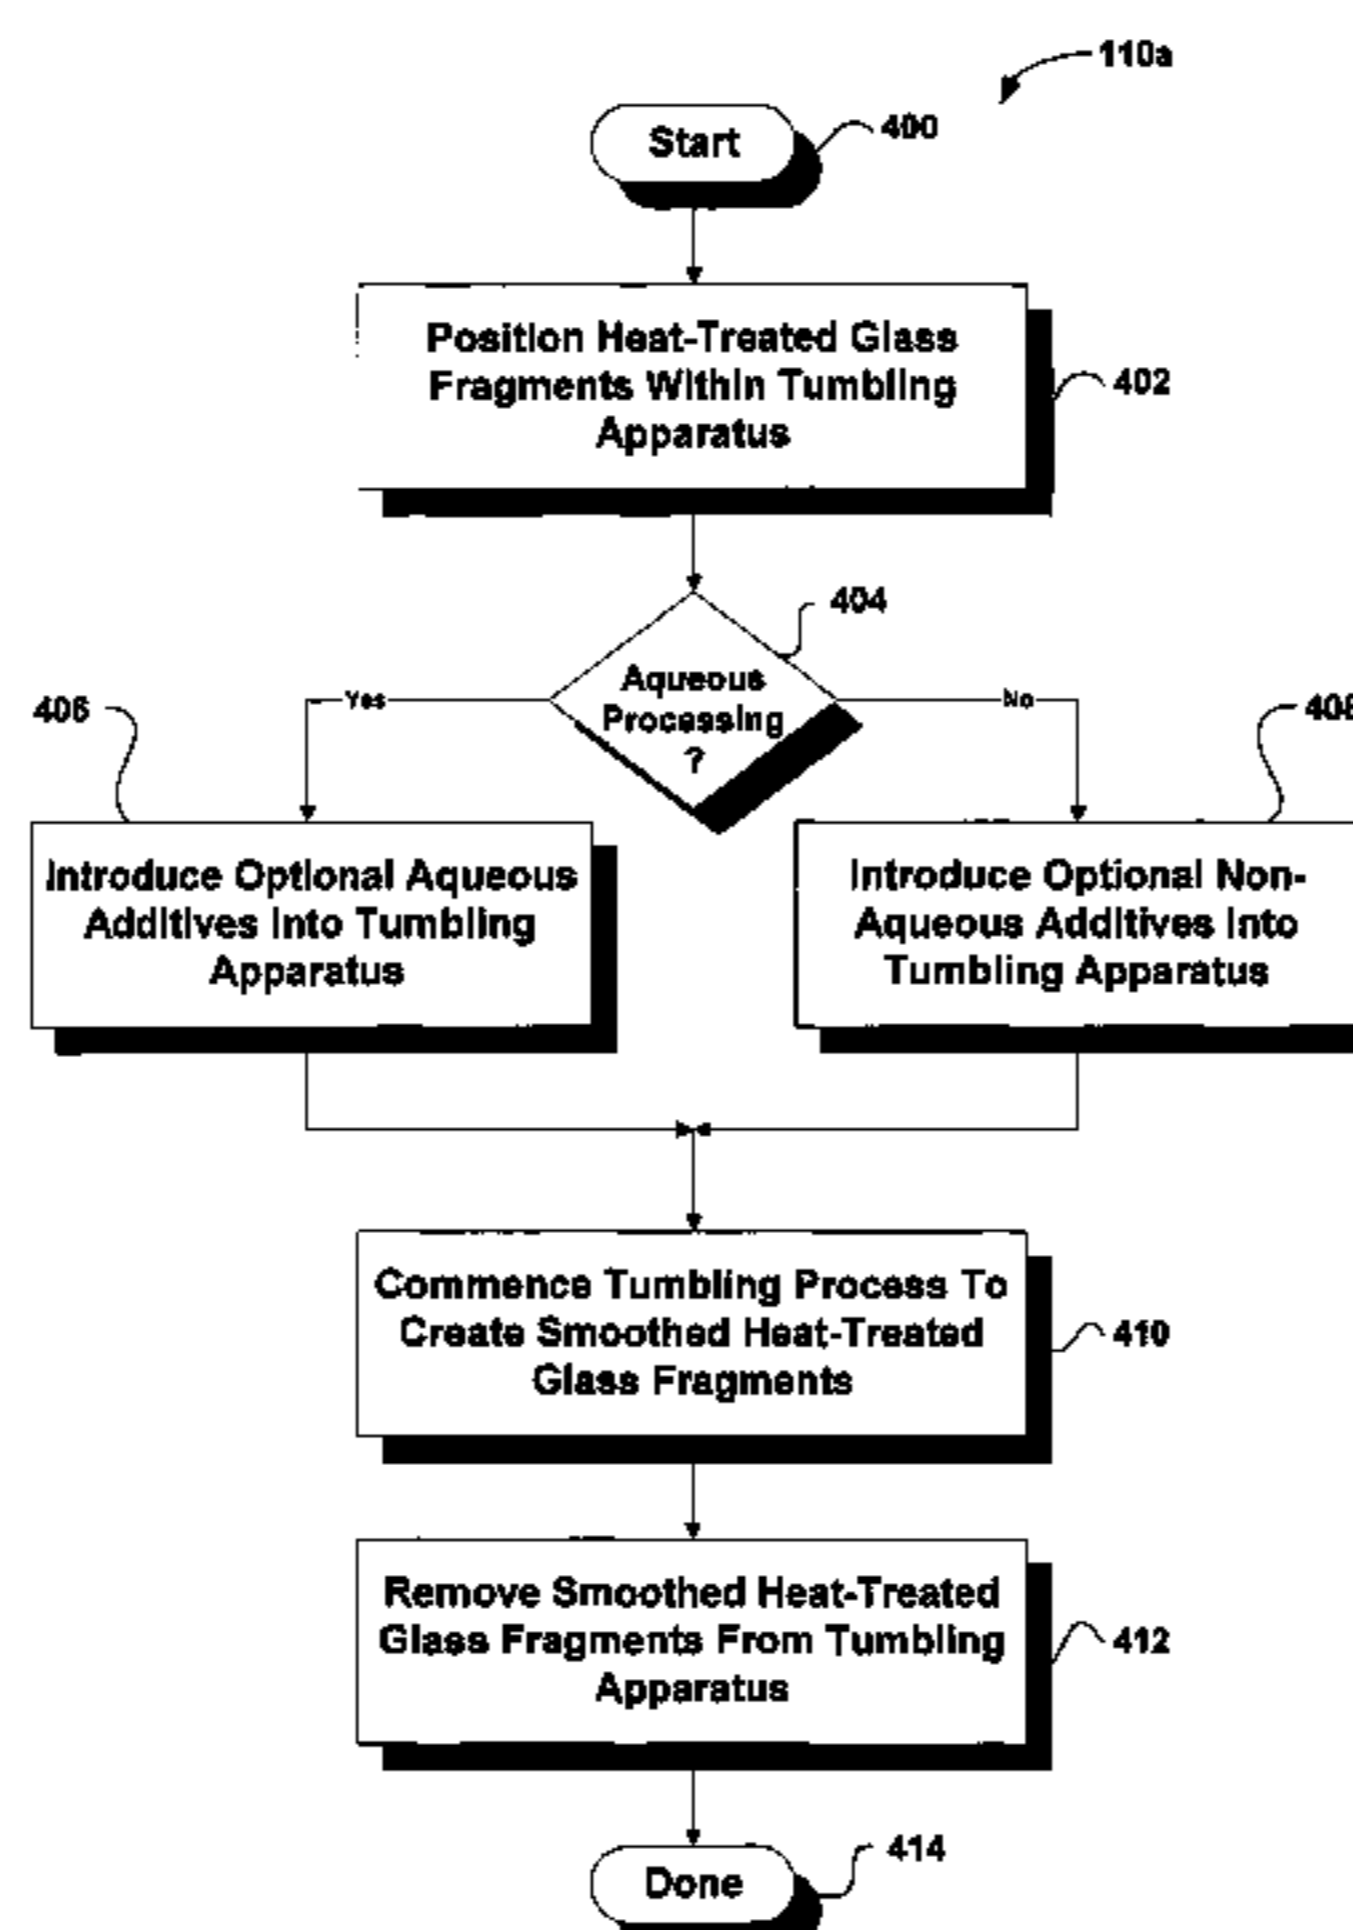 110a
Start
400
Position Heat-Treated Glass
Fragments Within Tumbling
Apparatus
402
404
Aqueous
Processing
?
Yes
No
406
408
Introduce Optional Aqueous
Additives Into Tumbling
Apparatus
Introduce Optional Non-
Aqueous Additives Into
Tumbling Apparatus
Commence Tumbling Process To
Create Smoothed Heat-Treated
Glass Fragments
410
Remove Smoothed Heat-Treated
Glass Fragments From Tumbling
Apparatus
412
414
Done